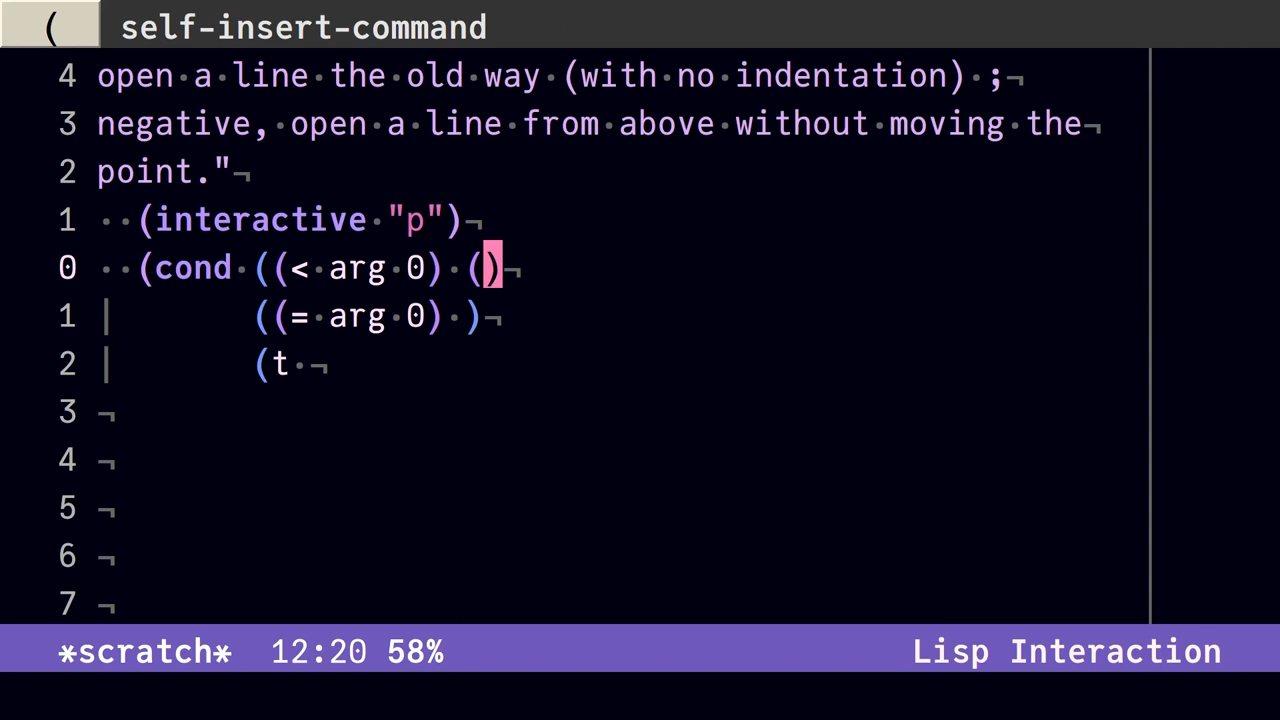 ( self-insert-command
4 open·a·line·the·old·way·(with·no·indentation)·;¬
3 negative,·open·a·line·from·above·without·moving·the¬
2 point."¬
1 ··(interactive·"p")¬
0 ··(cond·((<·arg·0)·()¬
1 | ((=·arg·0)·)¬
2 | (t·¬
3 ¬
4 ¬
5 ¬
6 ¬
7 ¬
*scratch* 12:20 58% Lisp Interaction